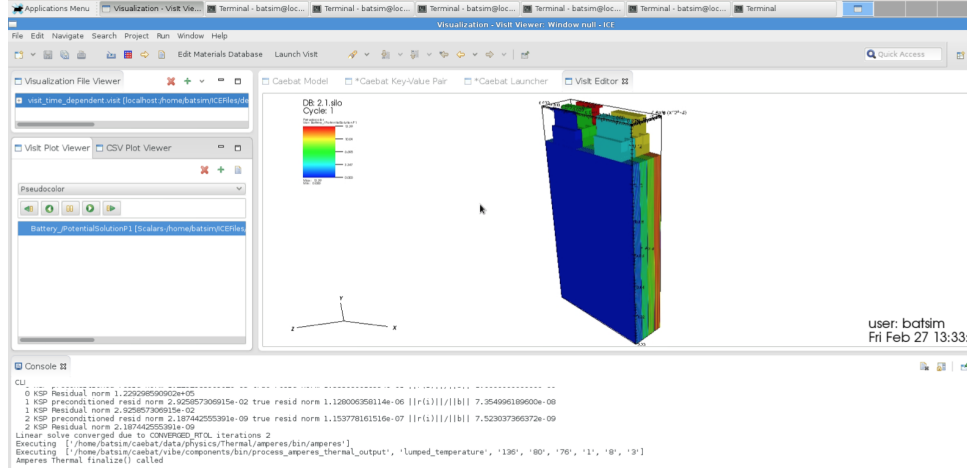 Applications Menu
Visualization - Visit Vie...
Terminal - batsim@loc...
Terminal - batsim@loc...
Terminal - batsim@loc...
Terminal - batsim@loc...
Terminal - batsim@loc...
Terminal
Visualization - VisIt Viewer: Window null - ICE
File Edit Navigate Search Project Run Window Help
Edit Materials Database Launch VisIt
Quick Access
Visualization File Viewer
Caebat Model
*Caebat Key-Value Pair
*Caebat Launcher
VisIt Editor
visit_time_dependent.visit [localhost:/home/batsim/ICEFiles/de
DB: 2.1.silo
Cycle: 1
VisIt Plot Viewer
CSV Plot Viewer
Pseudocolor
Battery_/PotentialSolutionP1 [Scalars-/home/batsim/ICEFiles,
Y
Z
X
user: batsim
Fri Feb 27 13:33:
Console
CLI
0 KSP Residual norm 1.229298590902e+05
1 KSP preconditioned resid norm 2.925857306915e-02 true resid norm 1.128006358114e-06 ||r(i)||/||b|| 7.354996189600e-08
1 KSP Residual norm 2.925857306915e-02
2 KSP preconditioned resid norm 2.187442555391e-09 true resid norm 1.153778161516e-07 ||r(i)||/||b|| 7.523037366372e-09
2 KSP Residual norm 2.187442555391e-09
Linear solve converged due to CONVERGED_RTOL iterations 2
Executing ['/home/batsim/caebat/data/physics/Thermal/amperes/bin/amperes']
Executing ['/home/batsim/caebat/vibe/components/bin/process_amperes_thermal_output', 'lumped_temperature', '136', '80', '76', '1', '8', '3']
Amperes Thermal finalize() called